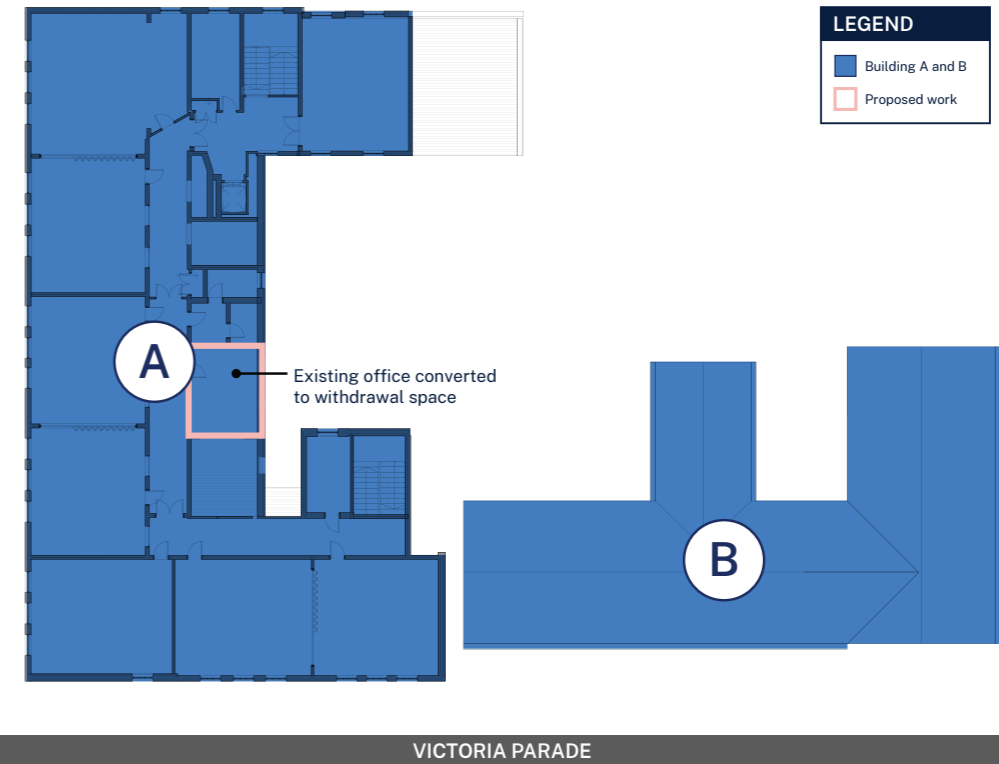 LEGEND
Building A and B
Proposed work
A
Existing office converted
to withdrawal space
B
VICTORIA PARADE